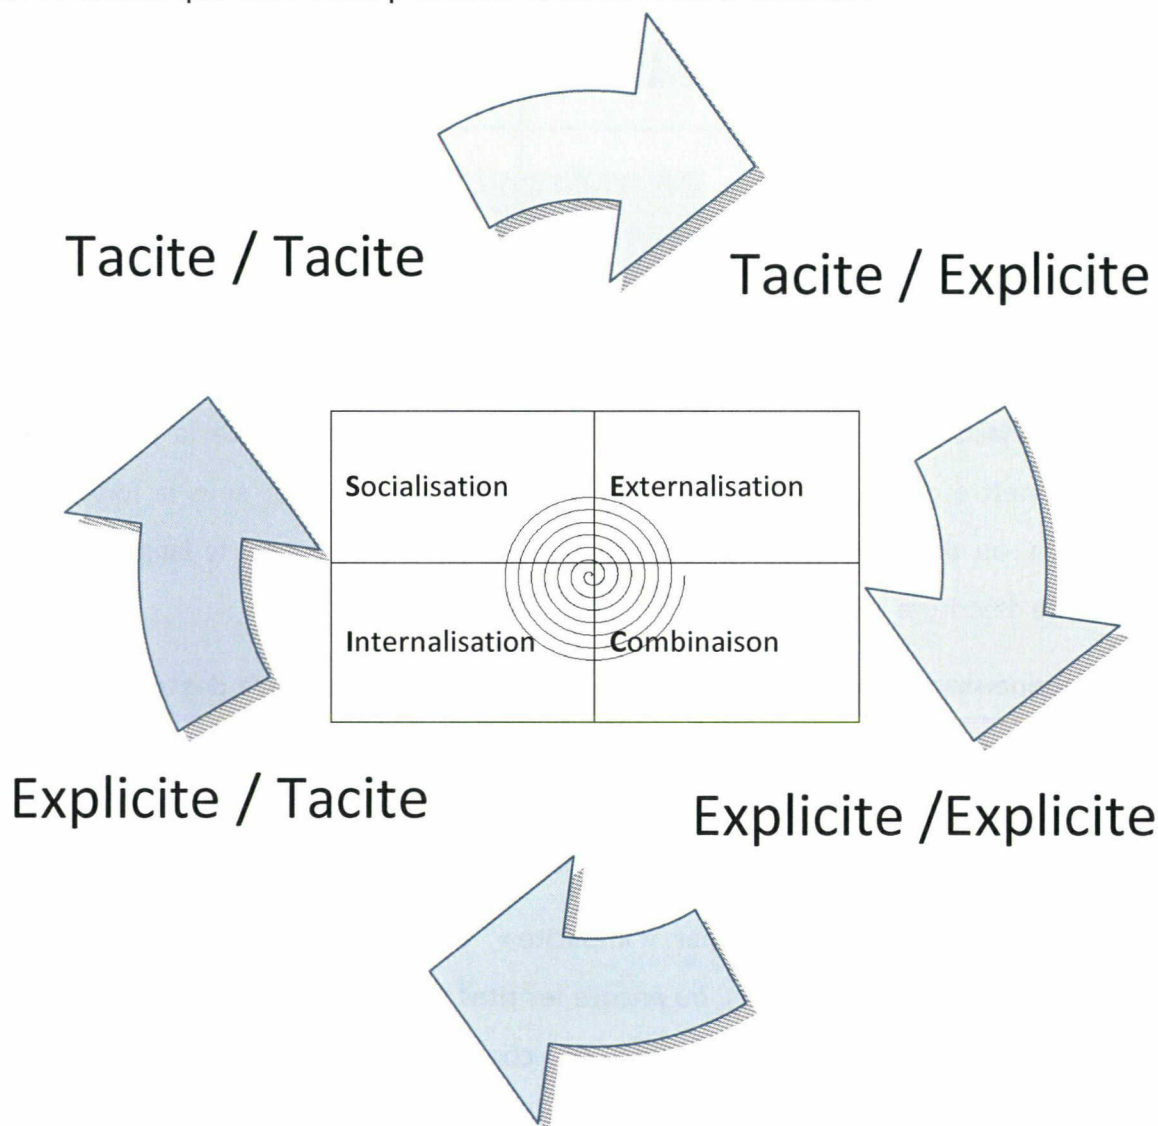 Tacite / Tacite
Tacite / Explicite
Socialisation
Externalisation
Internalisation
Combinaison
Explicite / Tacite
Explicite /Explicite